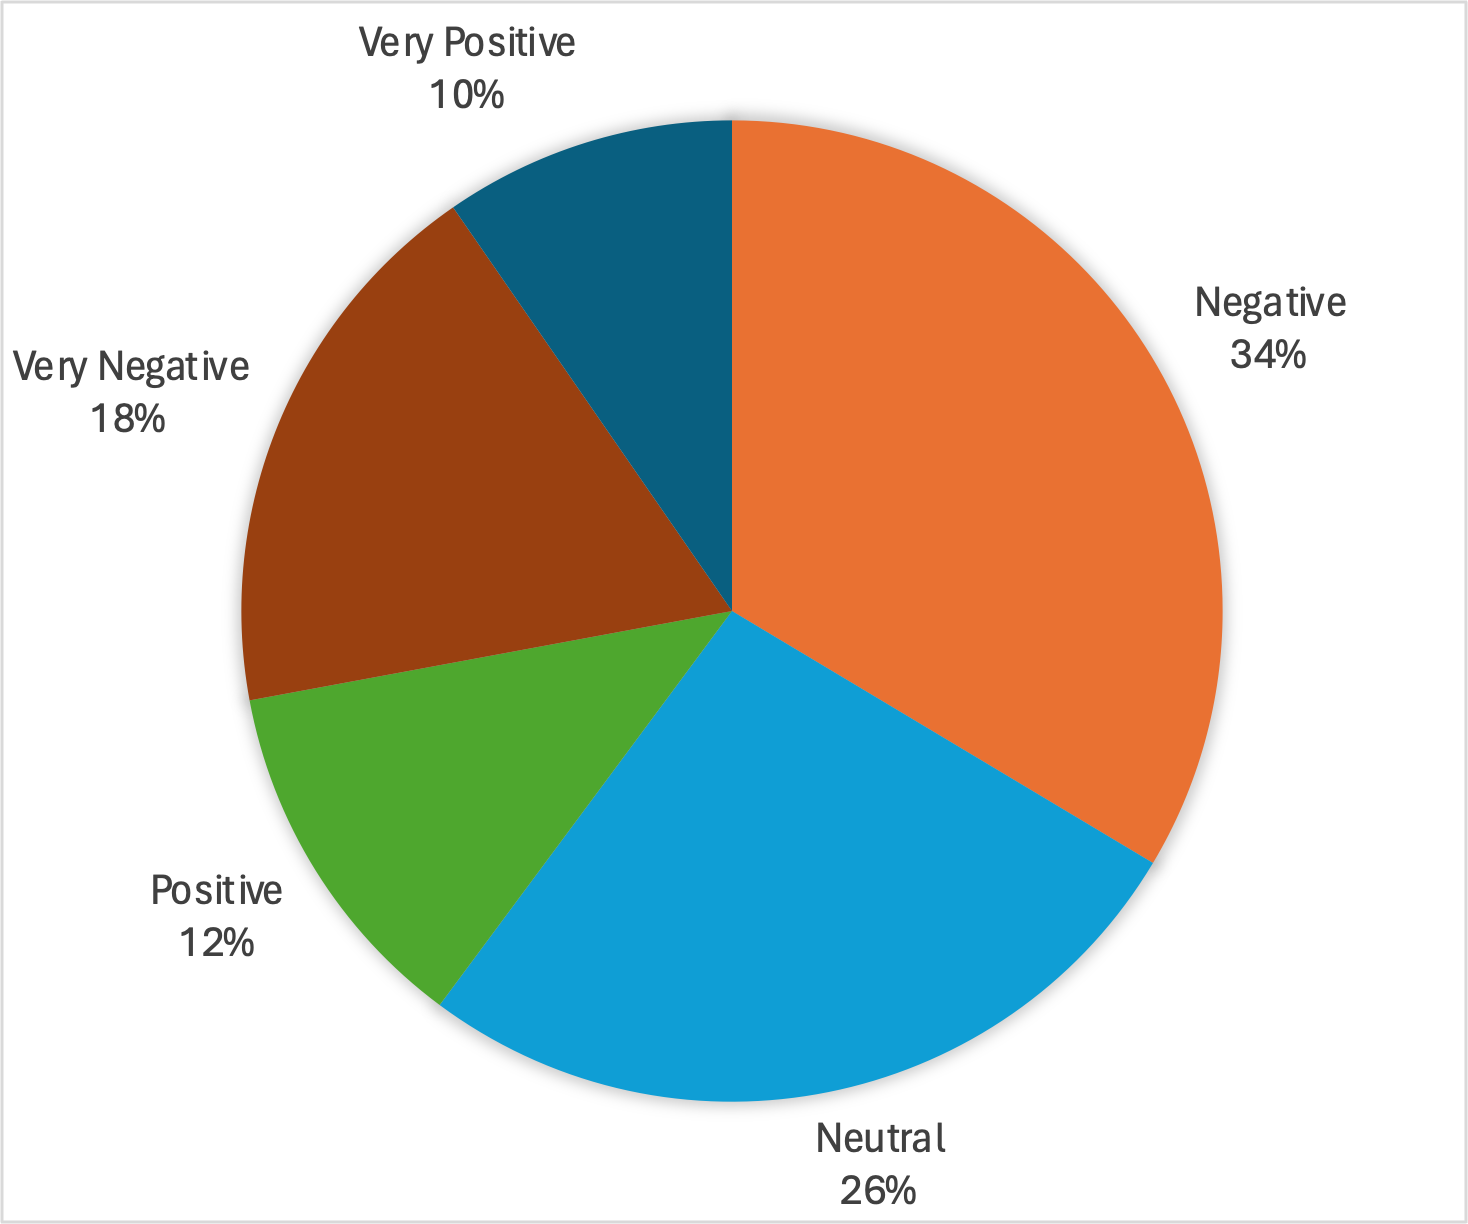 Very Positive
10%
Negative
34%
Very Negative
18%
Positive
12%
Neutral
26%